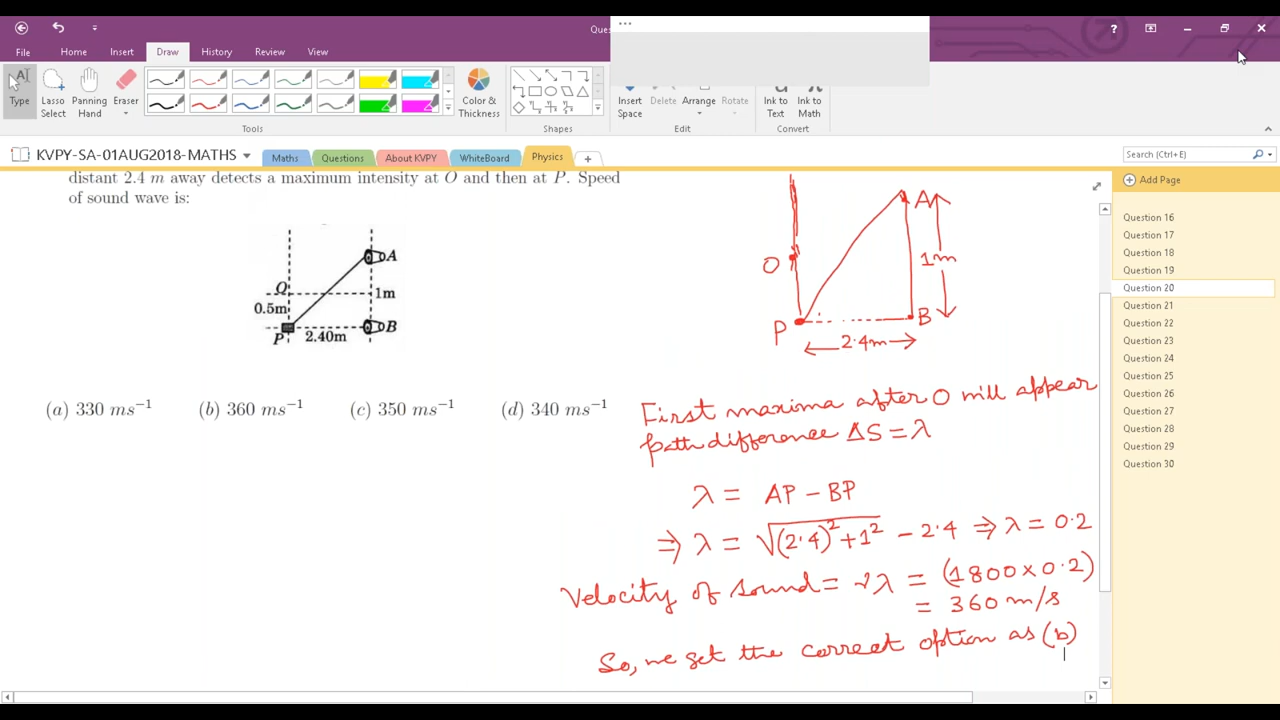 Que
?
File
Home
Insert
Draw
History
Review
View
Type
Lasso Select
Panning Hand
Eraser
Color & Thickness
Insert Space
Delete
Arrange
Rotate
Ink to Text
Ink to Math
Tools
Shapes
Edit
Convert
KVPY-SA-01AUG2018-MATHS
Maths
Questions
About KVPY
WhiteBoard
Physics
Search (Ctrl+E)
Add Page
distant 2.4 m away detects a maximum intensity at O and then at P. Speed
of sound wave is:
A
O
1m
0.5m
B
P
2.40m
(a) 330 ms⁻¹ (b) 360 ms⁻¹ (c) 350 ms⁻¹ (d) 340 ms⁻¹
A
O
1m
P
B
2.4m
First maxima after O will appear
path difference ΔS = λ
λ = AP - BP
⇒ λ = √(2.4)² + 1² - 2.4 ⇒ λ = 0.2
Velocity of sound = νλ = (1800 × 0.2)
= 360 m/s
So, we get the correct option as (b)
Question 16
Question 17
Question 18
Question 19
Question 20
Question 21
Question 22
Question 23
Question 24
Question 25
Question 26
Question 27
Question 28
Question 29
Question 30